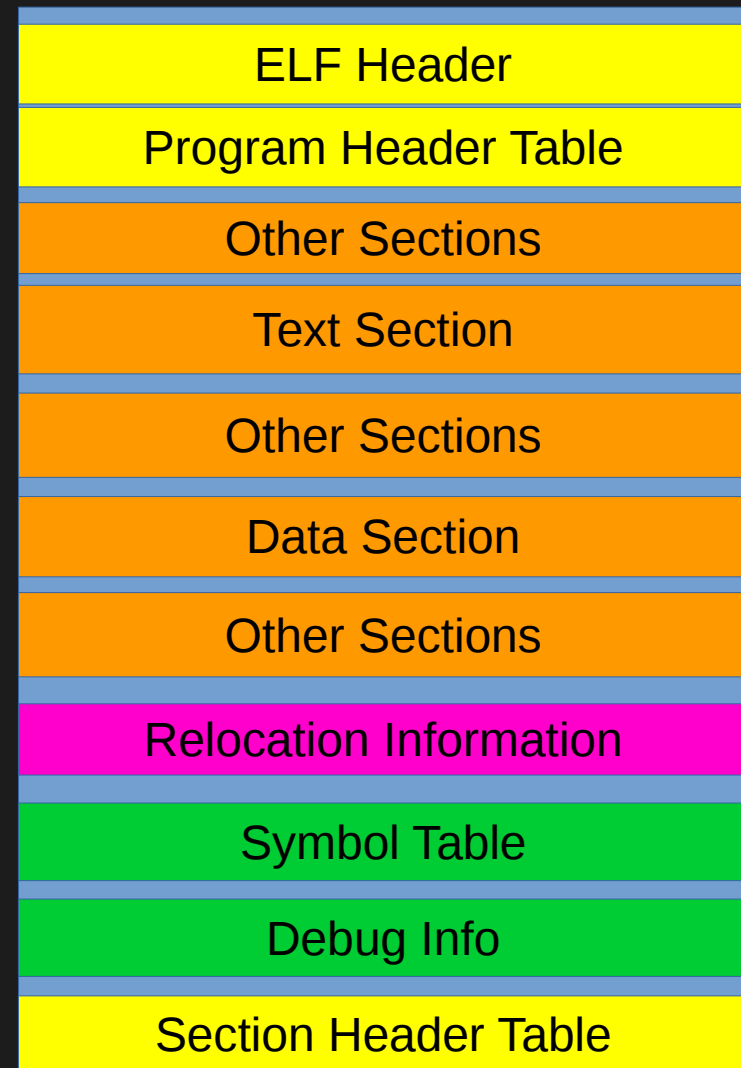 ELF Header
Program Header Table
Other Sections
Text Section
Other Sections
Data Section
Other Sections
Relocation Information
Symbol Table
Debug Info
Section Header Table